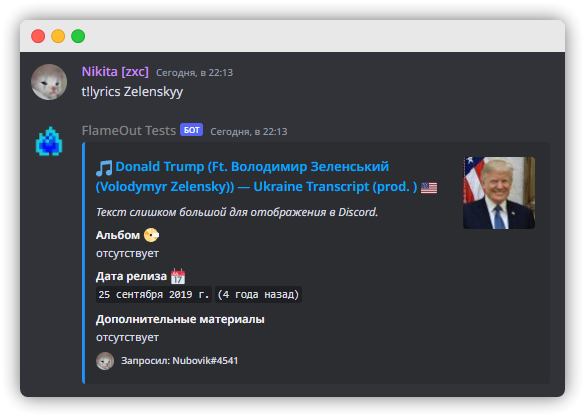 Nikita [zxc] Сегодня, в 22:13
t!lyrics Zelenskyy
FlameOut Tests БОТ Сегодня, в 22:13
Donald Trump (Ft. Володимир Зеленський
(Volodymyr Zelensky)) — Ukraine Transcript (prod. )
Текст слишком большой для отображения в Discord.
Альбом
отсутствует
Дата релиза
25 сентября 2019 г. (4 года назад)
Дополнительные материалы
отсутствует
Запросил: Nubovik#4541